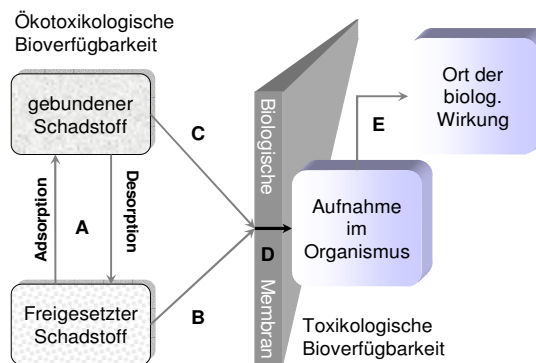 Ökotoxikologische
Bioverfügbarkeit
gebundener
Schadstoff
C
Adsorption
A
Desorption
Freigesetzter
Schadstoff
B
Biologische
Membran
D
Aufnahme
im
Organismus
E
Ort der
biolog.
Wirkung
Toxikologische
Bioverfügbarkeit